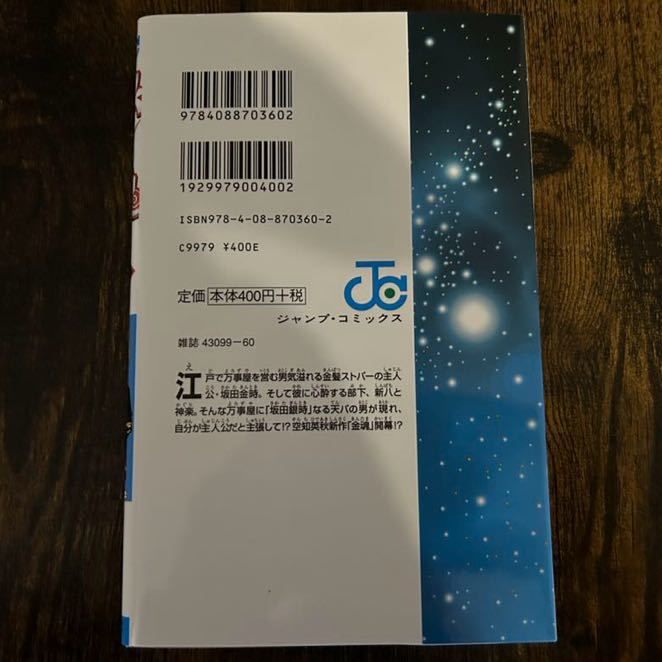 9784088703602
1929979004002
ISBN978-4-08-870360-2
C9979 ¥400E
定価 本体400円+税
JC
ジャンプ・コミックス
雑誌 43099-60
江戸で万事屋を営む男気溢れる金髪ストパーの主人
公・坂田金時。そして彼に心酔する部下、新八と
神楽。そんな万事屋に「坂田銀時」なる天パの男が現れ、
自分が主人公だと主張して!?空知英秋新作「金魂」開幕!?